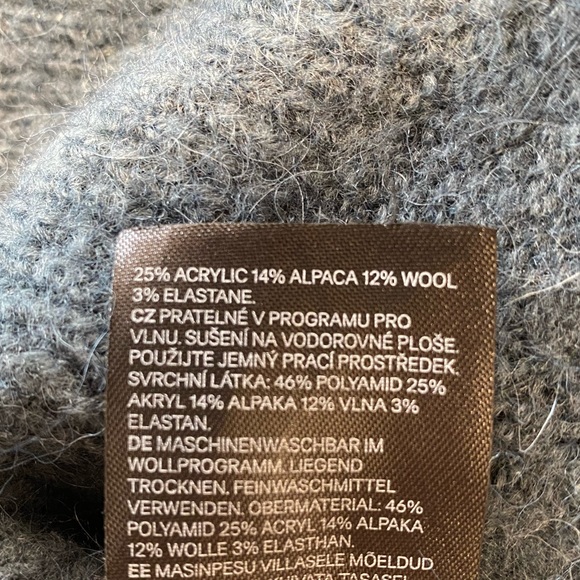 25% ACRYLIC 14% ALPACA 12% WOOL
3% ELASTANE.
CZ PRATELNÉ V PROGRAMU PRO
VLNU. SUŠENÍ NA VODOROVNÉ PLOŠE.
POUŽIJTE JEMNÝ PRACÍ PROSTŘEDEK.
SVRCHNÍ LÁTKA: 46% POLYAMID 25%
AKRYL 14% ALPAKA 12% VLNA 3%
ELASTAN.
DE MASCHINENWASCHBAR IM
WOLLPROGRAMM. LIEGEND
TROCKNEN. FEINWASCHMITTEL
VERWENDEN. OBERMATERIAL: 46%
POLYAMID 25% ACRYL 14% ALPAKA
12% WOLLE 3% ELASTHAN.
EE MASINPESU VILLASELE MÕELDUD